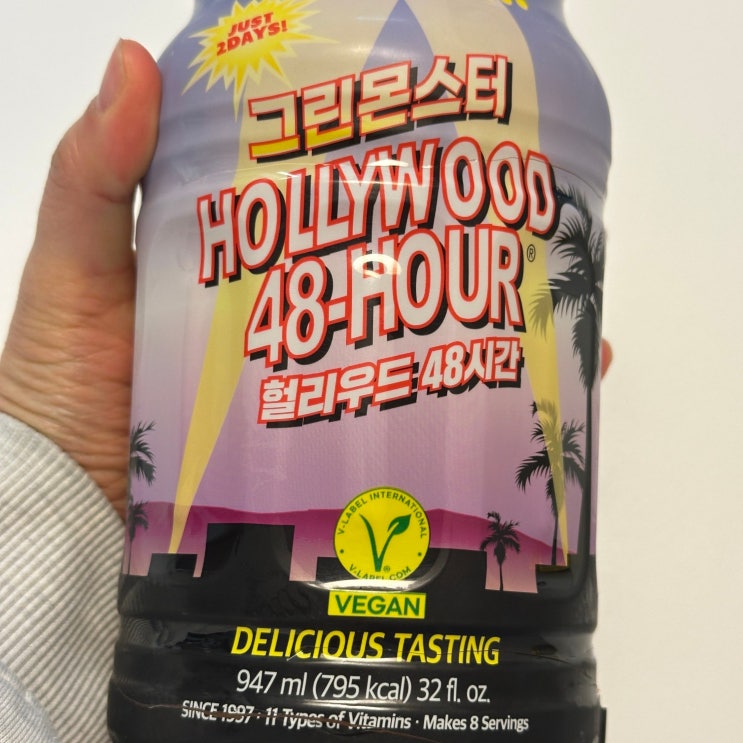 JUST
2DAYS!
그린몬스터
HOLLYWOOD
48-HOUR®
헐리우드 48시간
V-LABEL INTERNATIONAL
V-LABEL.COM
VEGAN
DELICIOUS TASTING
947 ml (795 kcal) 32 fl. oz.
SINCE 1997 · 11 Types of Vitamins · Makes 8 Servings